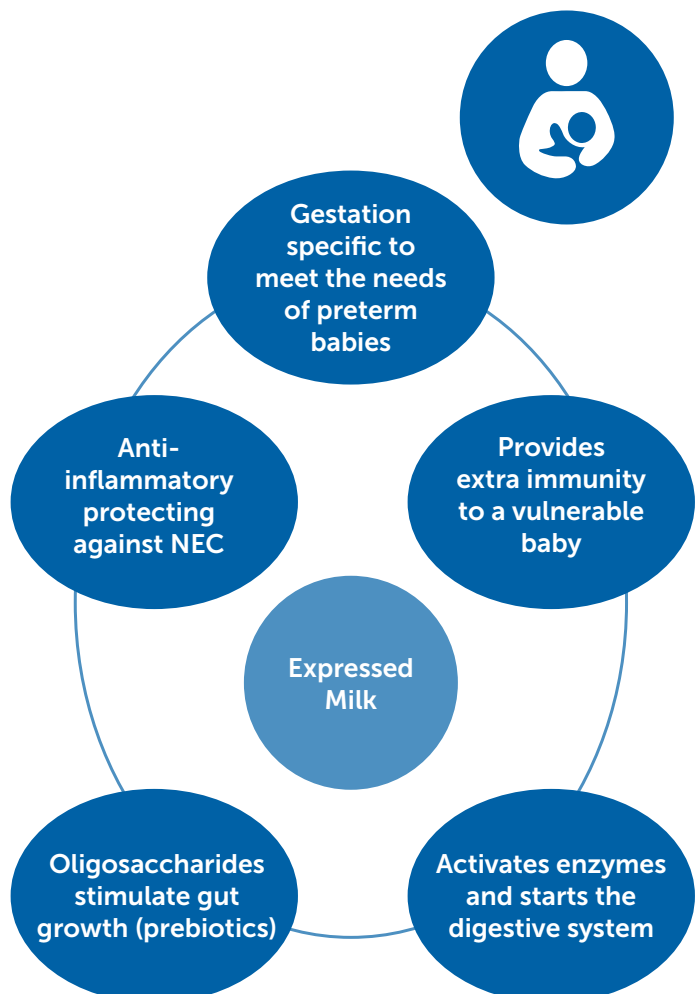 Gestation
specific to
meet the needs
of preterm
babies
Anti-
inflammatory
protecting
against NEC
Provides
extra immunity
to a vulnerable
baby
Expressed
Milk
Oligosaccharides
stimulate gut
growth (prebiotics)
Activates enzymes
and starts the
digestive system